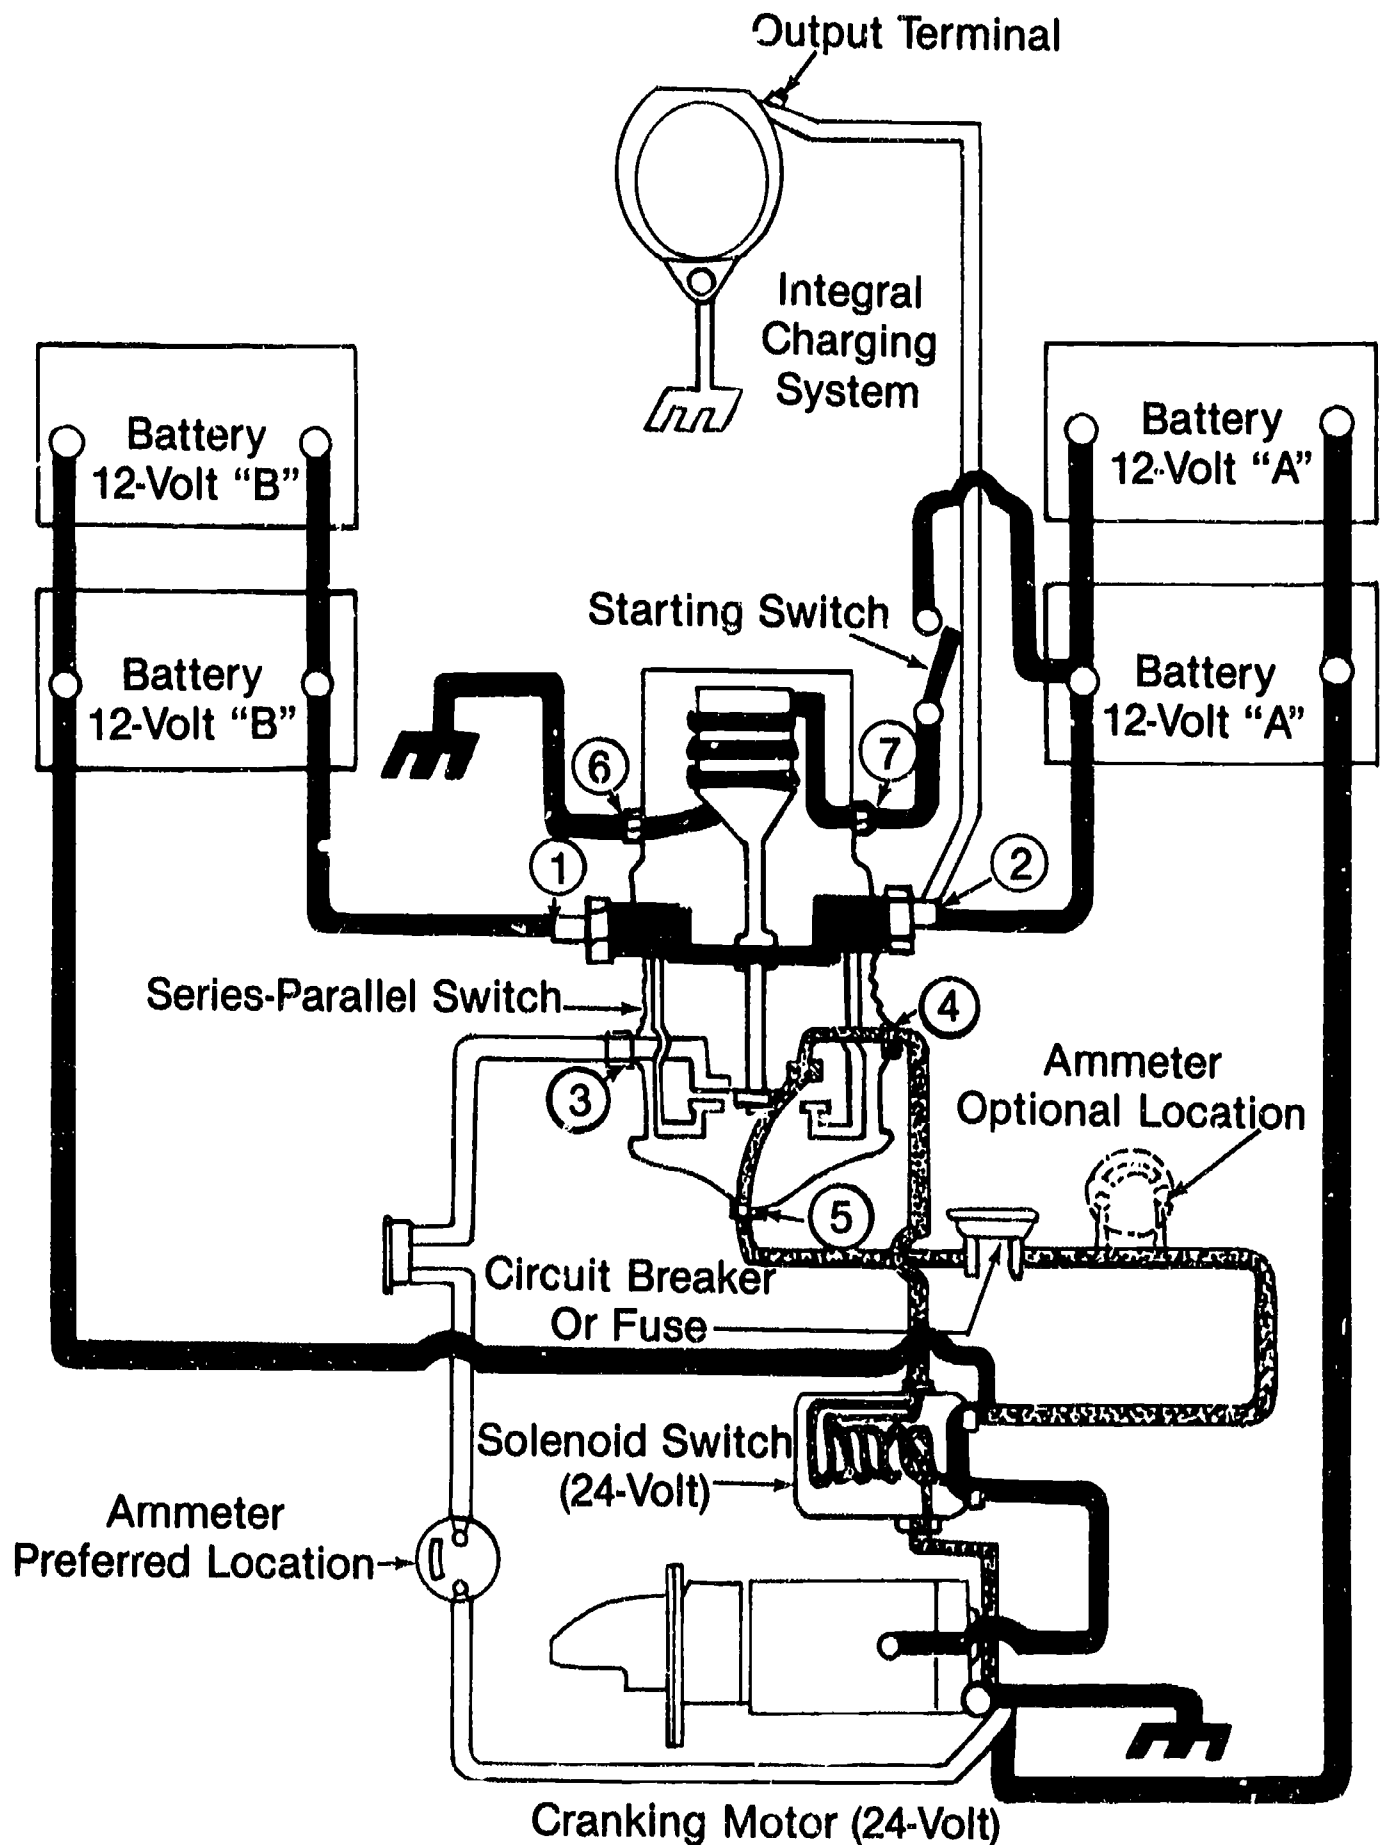 Output Terminal
Integral
Charging
System
Battery
12-Volt "B"
Battery
12-Volt "A"
Starting Switch
Battery
12-Volt "B"
Battery
12-Volt "A"
6
7
1
2
Series-Parallel Switch
4
3
Ammeter
Optional Location
5
Circuit Breaker
Or Fuse
Solenoid Switch
(24-Volt)
Ammeter
Preferred Location
Cranking Motor (24-Volt)